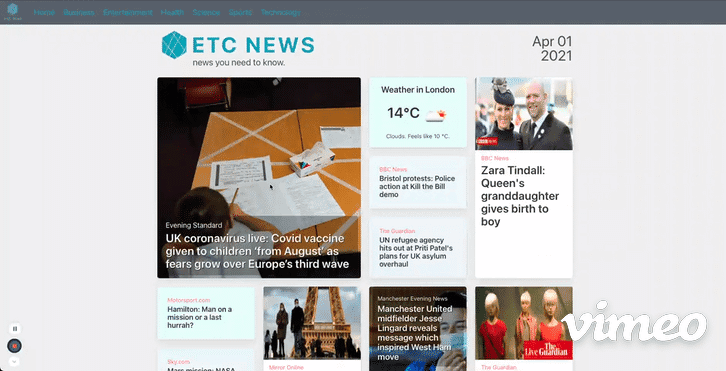 Home Business Entertainment Health Science Sports Technology
ETC NEWS
news you need to know.
Apr 01
2021
Evening Standard
UK coronavirus live: Covid vaccine
given to children ‘from August’ as
fears grow over Europe’s third wave
Weather in London
14°C
Clouds. Feels like 10 °C.
BBC News
Bristol protests: Police
action at Kill the Bill
demo
The Guardian
UN refugee agency
hits out at Priti Patel's
plans for UK asylum
overhaul
BBC NEWS
BBC News
Zara Tindall:
Queen's
granddaughter
gives birth to
boy
Motorsport.com
Hamilton: Man on a
mission or a last
hurrah?
Sky.com
Mars mission: NASA
Mirror Online
Manchester Evening News
Manchester United
midfielder Jesse
Lingard reveals
message which
inspired West Ham
move
The Live Guardian
The Guardian
vimeo